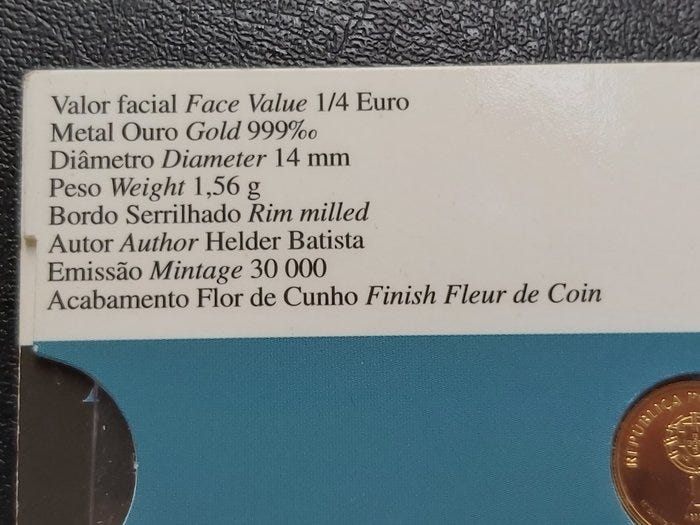 Valor facial Face Value 1/4 Euro
Metal Ouro Gold 999‰
Diâmetro Diameter 14 mm
Peso Weight 1,56 g
Bordo Serrilhado Rim milled
Autor Author Helder Batista
Emissão Mintage 30 000
Acabamento Flor de Cunho Finish Fleur de Coin
REPUBLICA